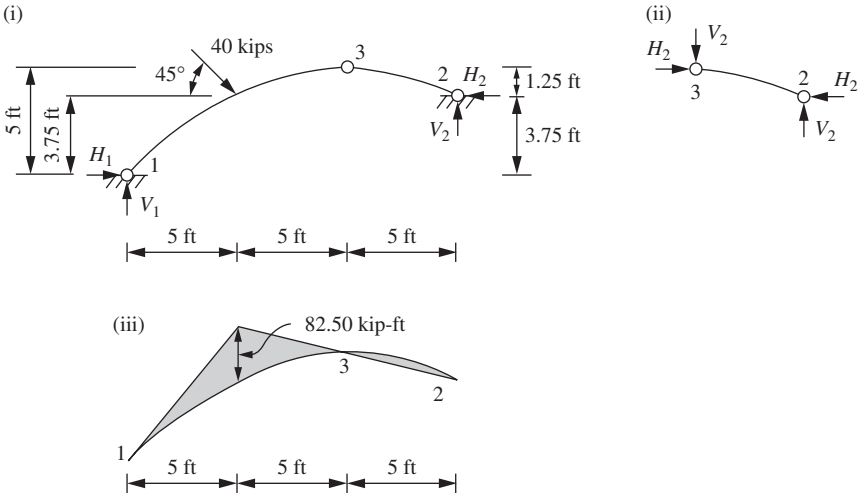 (i)
(ii)
40 kips
45°
3
2
H2
1.25 ft
5 ft
3.75 ft
H1
1
V1
V2
3.75 ft
5 ft
5 ft
5 ft
V2
H2
3
2
H2
V2
(iii)
82.50 kip-ft
3
2
1
5 ft
5 ft
5 ft